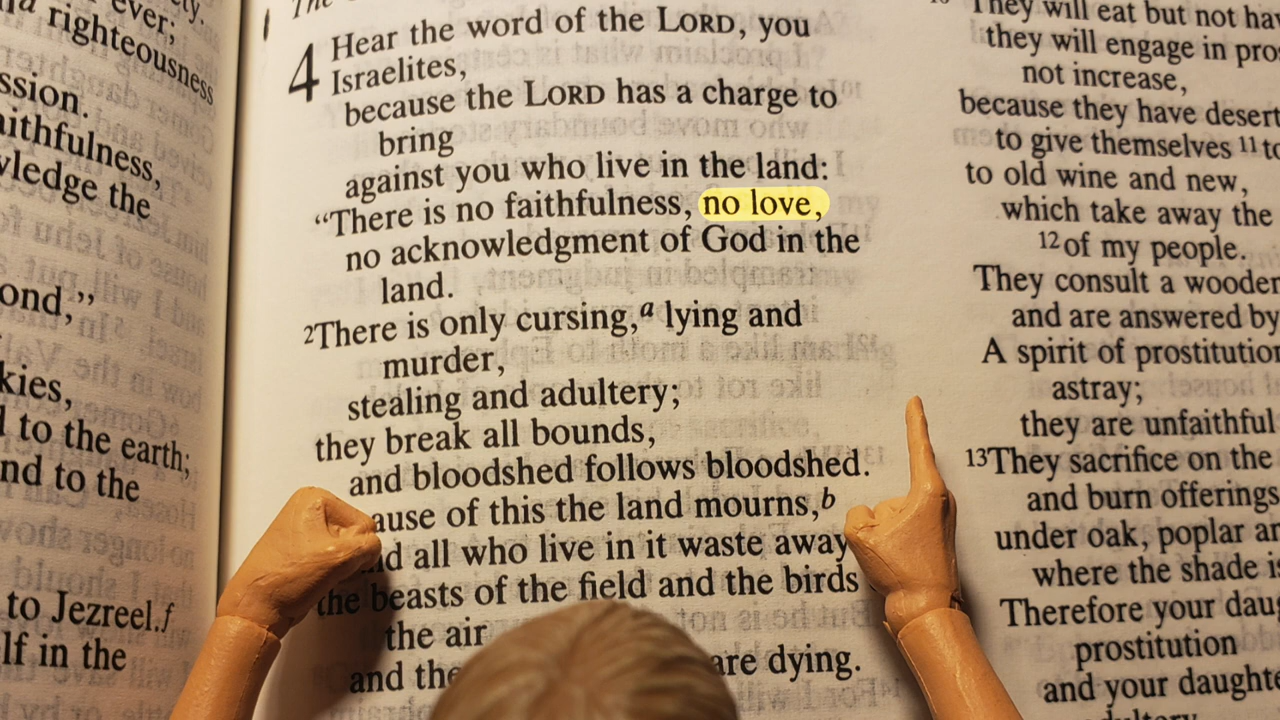 righteousness
ever;
ssion.
aithfulness,
the
ond,”
kies,
to the earth;
nd to the
to Jezreel.f
lf in the
The
4 Hear the word of the LORD, you
Israelites,
because the LORD has a charge to
bring
against you who live in the land:
“There is no faithfulness, no love,
no acknowledgment of God in the
land.
2There is only cursing,a lying and
murder,
stealing and adultery;
they break all bounds,
and bloodshed follows bloodshed.
ause of this the land mourns,b
d all who live in it waste away
the beasts of the field and the birds
the air
and the are dying.
They will eat but not hav
they will engage in pros
not increase,
because they have desert
to give themselves 11to
to old wine and new,
which take away the
12of my people.
They consult a wooden
and are answered by
A spirit of prostitution
astray;
they are unfaithful
13They sacrifice on the
and burn offerings
under oak, poplar an
where the shade is
Therefore your daug
prostitution
and your daughte
adultery.